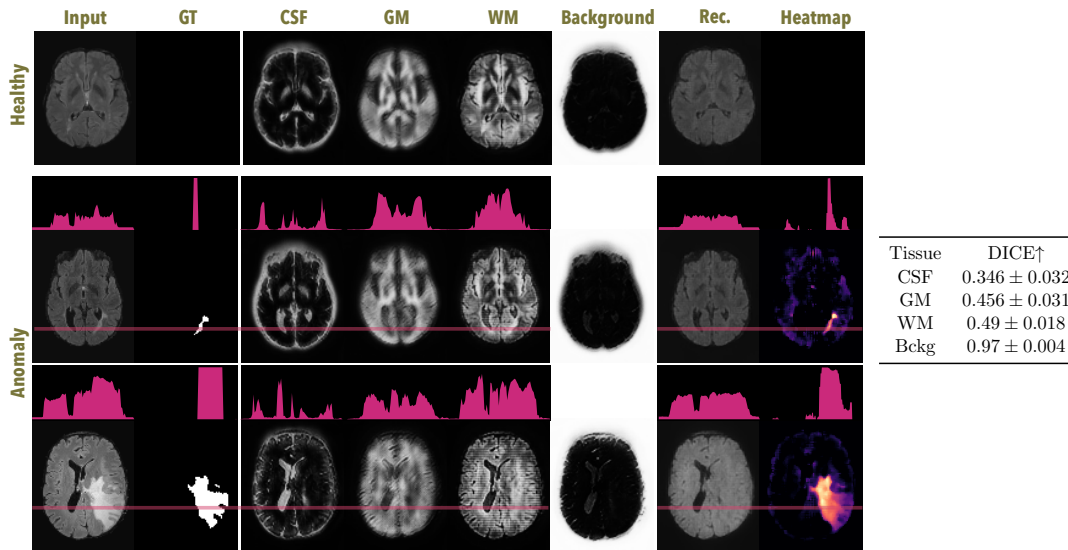 Input GT CSF GM WM Background Rec. Heatmap
Healthy
Anomaly
Tissue DICE↑
CSF 0.346 ± 0.032
GM 0.456 ± 0.031
WM 0.49 ± 0.018
Bckg 0.97 ± 0.004